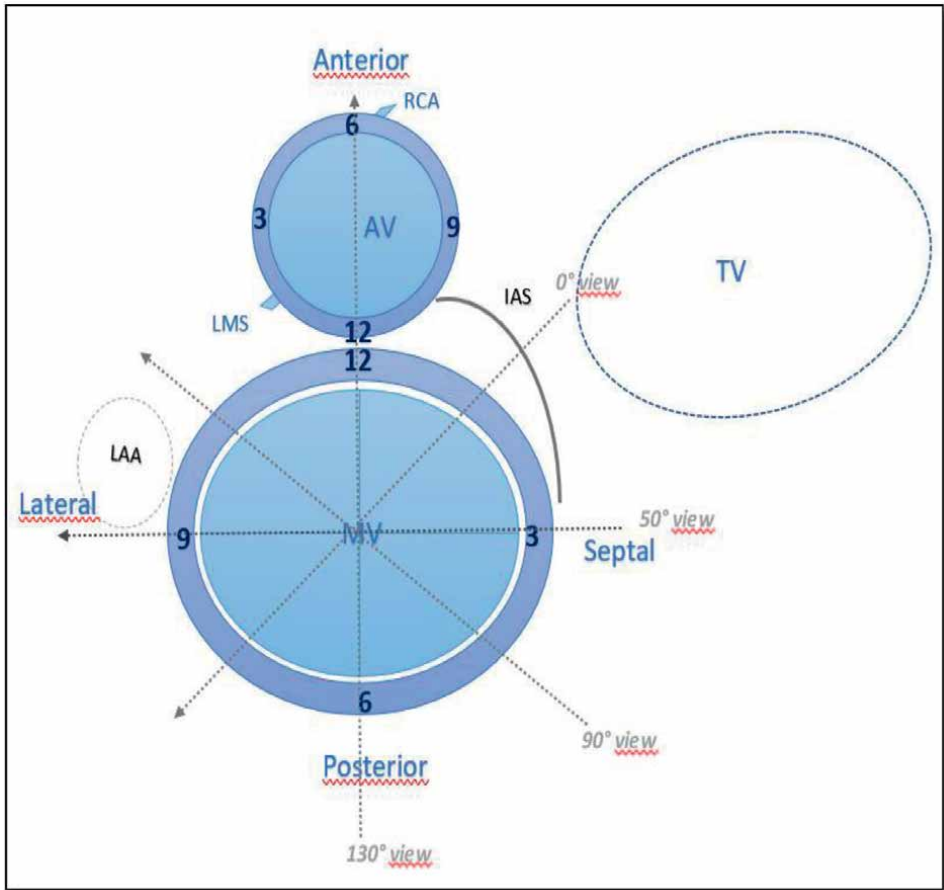 Anterior
RCA
6
3
AV
9
TV
0° view
IAS
LMS
12
12
LAA
Lateral
9
MV
3
50° view
Septal
6
90° view
Posterior
130° view